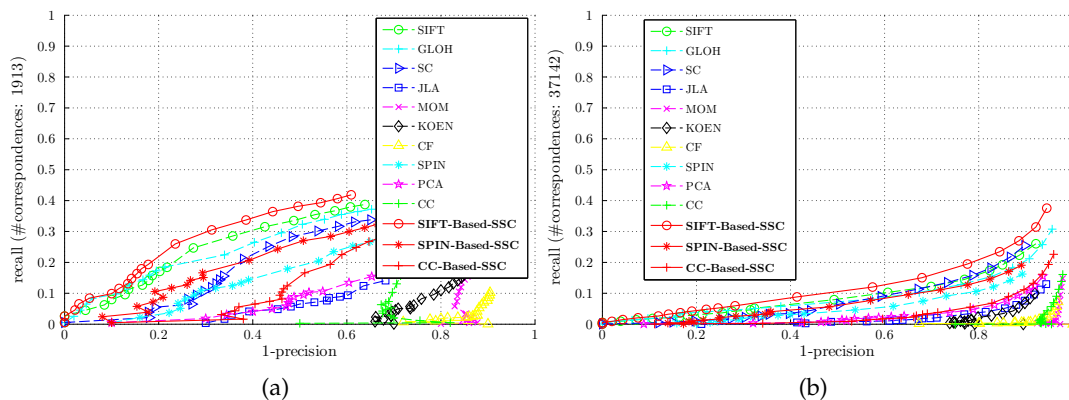 recall (#correspondences: 1913)
1
0.9
0.8
0.7
0.6
0.5
0.4
0.3
0.2
0.1
0
0
0.2
0.4
0.6
0.8
1
1-precision
SIFT
GLOH
SC
JLA
MOM
KOEN
CF
SPIN
PCA
CC
SIFT-Based-SSC
SPIN-Based-SSC
CC-Based-SSC
(a)
recall (#correspondences: 37142)
1
0.9
0.8
0.7
0.6
0.5
0.4
0.3
0.2
0.1
0
0
0.2
0.4
0.6
0.8
1-precision
SIFT
GLOH
SC
JLA
MOM
KOEN
CF
SPIN
PCA
CC
SIFT-Based-SSC
SPIN-Based-SSC
CC-Based-SSC
(b)